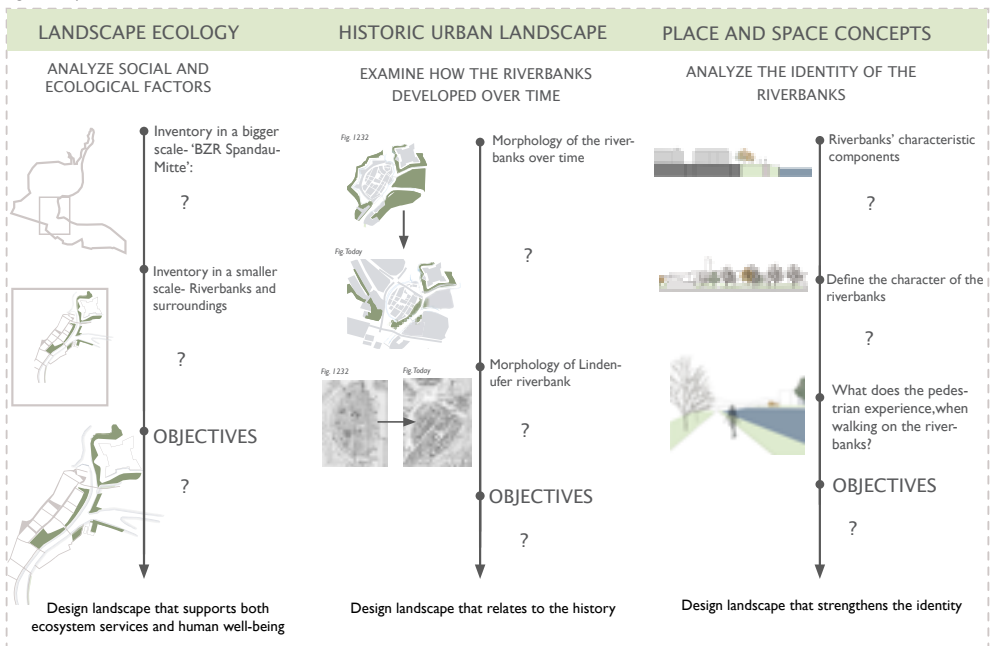 LANDSCAPE ECOLOGY
ANALYZE SOCIAL AND
ECOLOGICAL FACTORS
Inventory in a bigger
scale- ‘BZR Spandau-
Mitte’:
?
Inventory in a smaller
scale- Riverbanks and
surroundings
?
OBJECTIVES
?
Design landscape that supports both
ecosystem services and human well-being
HISTORIC URBAN LANDSCAPE
EXAMINE HOW THE RIVERBANKS
DEVELOPED OVER TIME
Fig. 1232
Morphology of the river-
banks over time
Fig. Today
?
Morphology of Linden-
ufer riverbank
Fig. 1232
Fig. Today
?
OBJECTIVES
?
Design landscape that relates to the history
PLACE AND SPACE CONCEPTS
ANALYZE THE IDENTITY OF THE
RIVERBANKS
Riverbanks’ characteristic
components
?
Define the character of the
riverbanks
?
What does the pedes-
trian experience,when
walking on the river-
banks?
OBJECTIVES
?
Design landscape that strengthens the identity